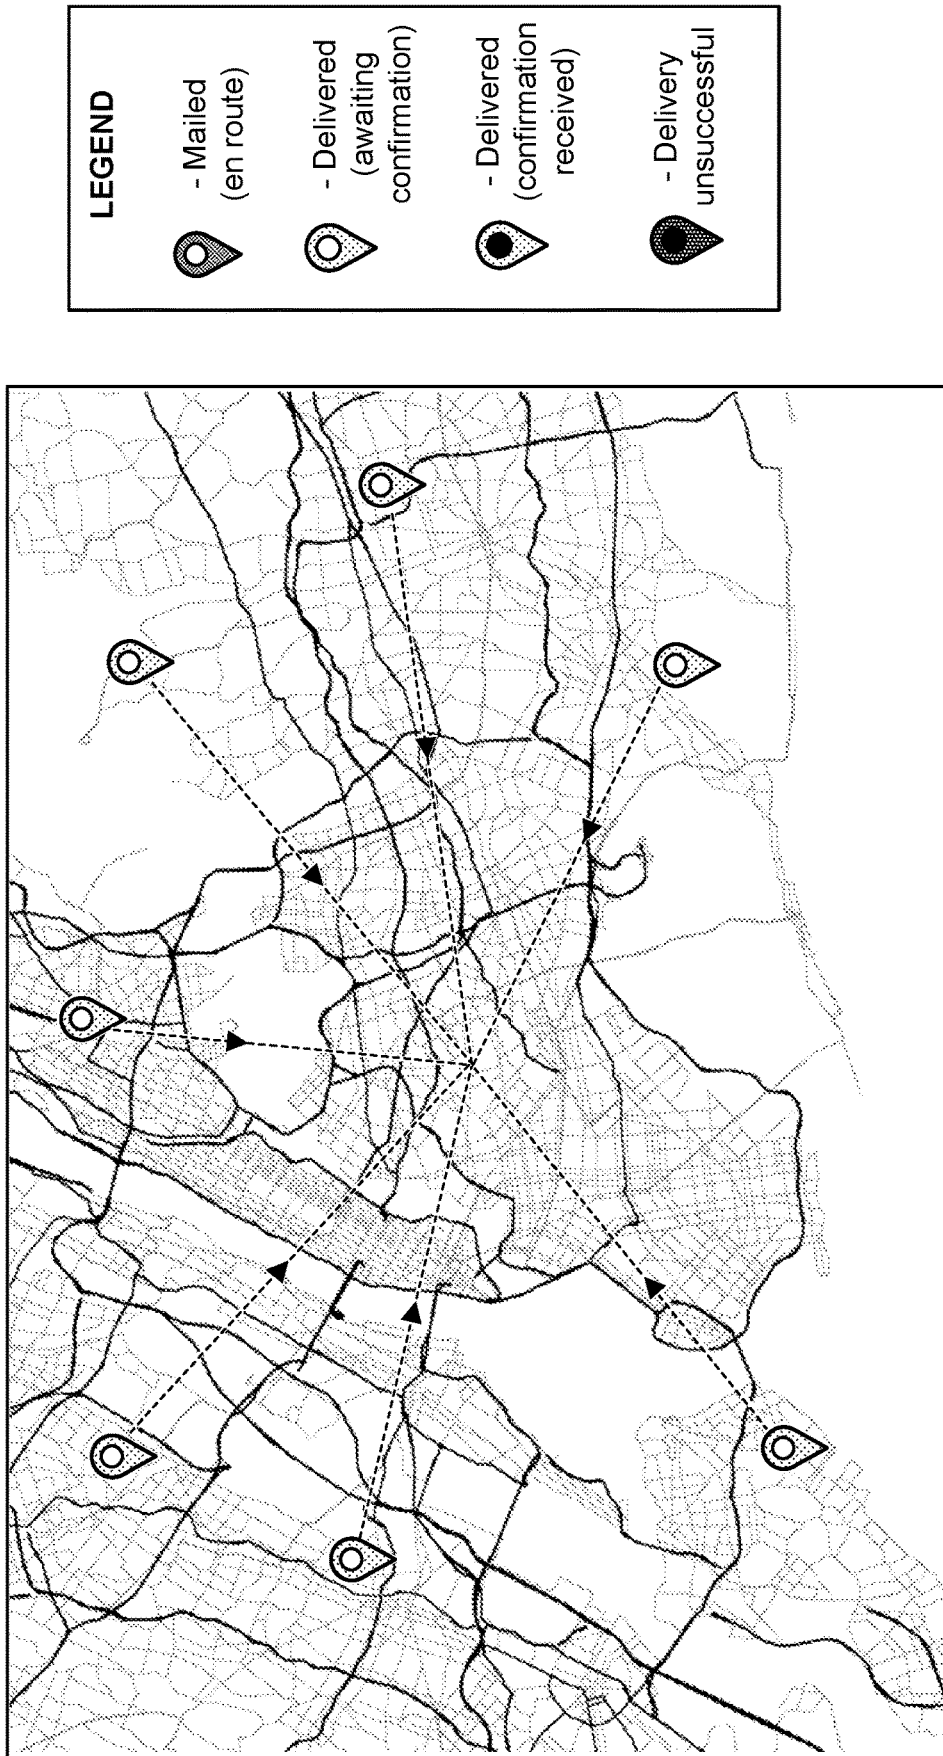 LEGEND
- Mailed
(en route)
- Delivered
(awaiting
confirmation)
- Delivered
(confirmation
received)
- Delivery
unsuccessful